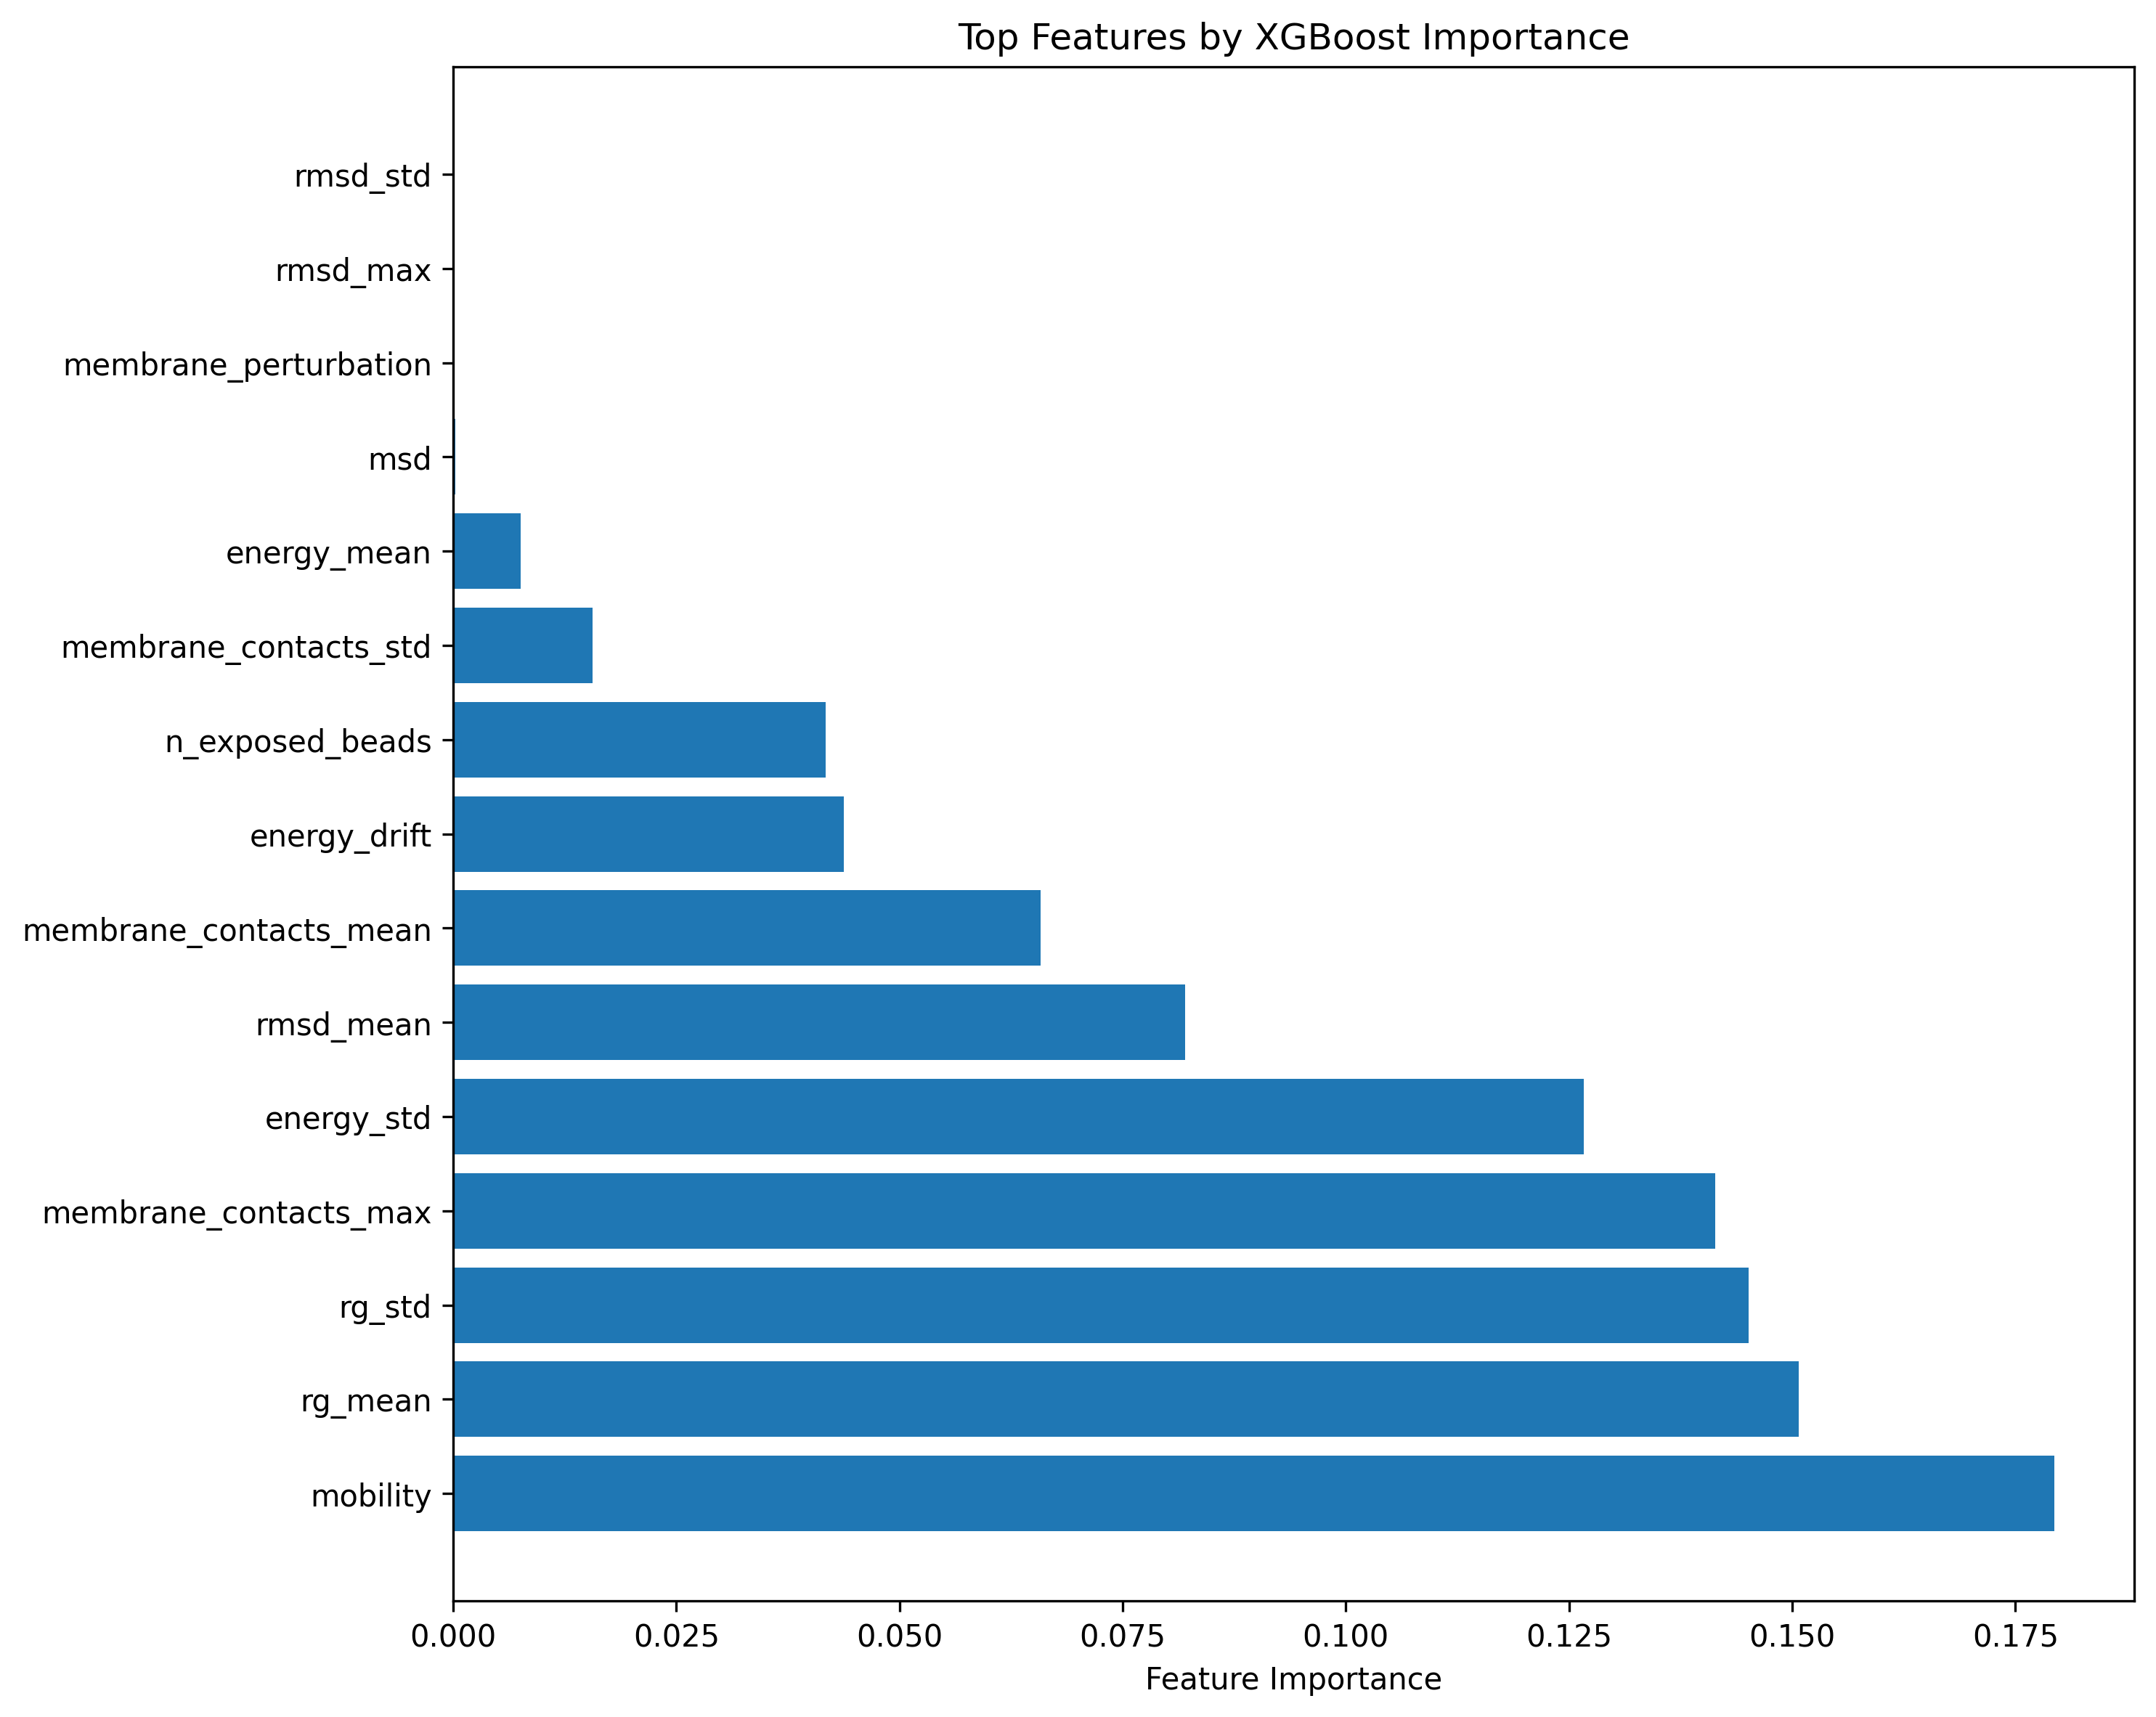 Top Features by XGBoost Importance
rmsd_std
rmsd_max
membrane_perturbation
msd
energy_mean
membrane_contacts_std
n_exposed_beads
energy_drift
membrane_contacts_mean
rmsd_mean
energy_std
membrane_contacts_max
rg_std
rg_mean
mobility
0.000 0.025 0.050 0.075 0.100 0.125 0.150 0.175
Feature Importance